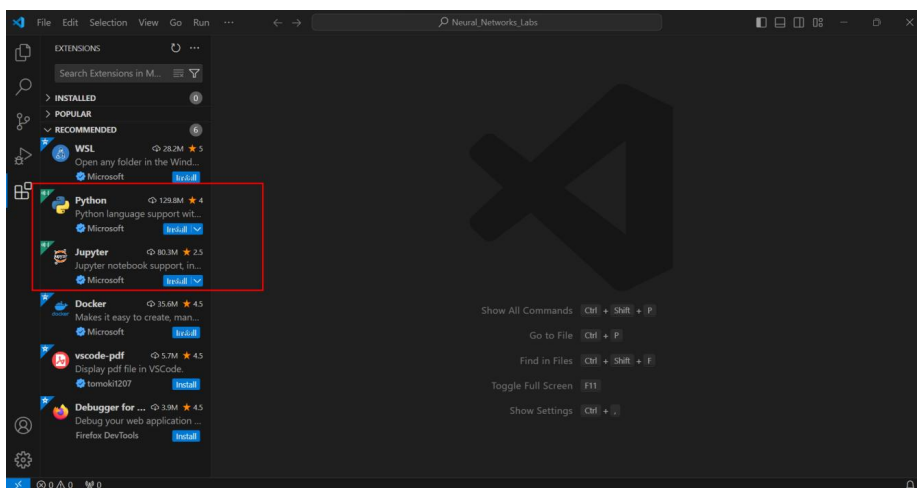 File Edit Selection View Go Run ... Neural_Networks_Labs
EXTENSIONS
Search Extensions in M...
INSTALLED 0
POPULAR
RECOMMENDED 6
WSL 28.2M 5
Open any folder in the Wind...
Microsoft Install
Python 129.8M 4
Python language support wit...
Microsoft Install
Jupyter 80.3M 2.5
Jupyter notebook support, in...
Microsoft Install
Docker 35.6M 4.5
Makes it easy to create, man...
Microsoft Install
vscode-pdf 5.7M 4.5
Display pdf file in VSCode.
tomoki1207 Install
Debugger for ... 3.9M 4.5
Debug your web application ...
Firefox DevTools Install
Show All Commands Ctrl + Shift + P
Go to File Ctrl + P
Find in Files Ctrl + Shift + F
Toggle Full Screen F11
Show Settings Ctrl + ,
0 0 0